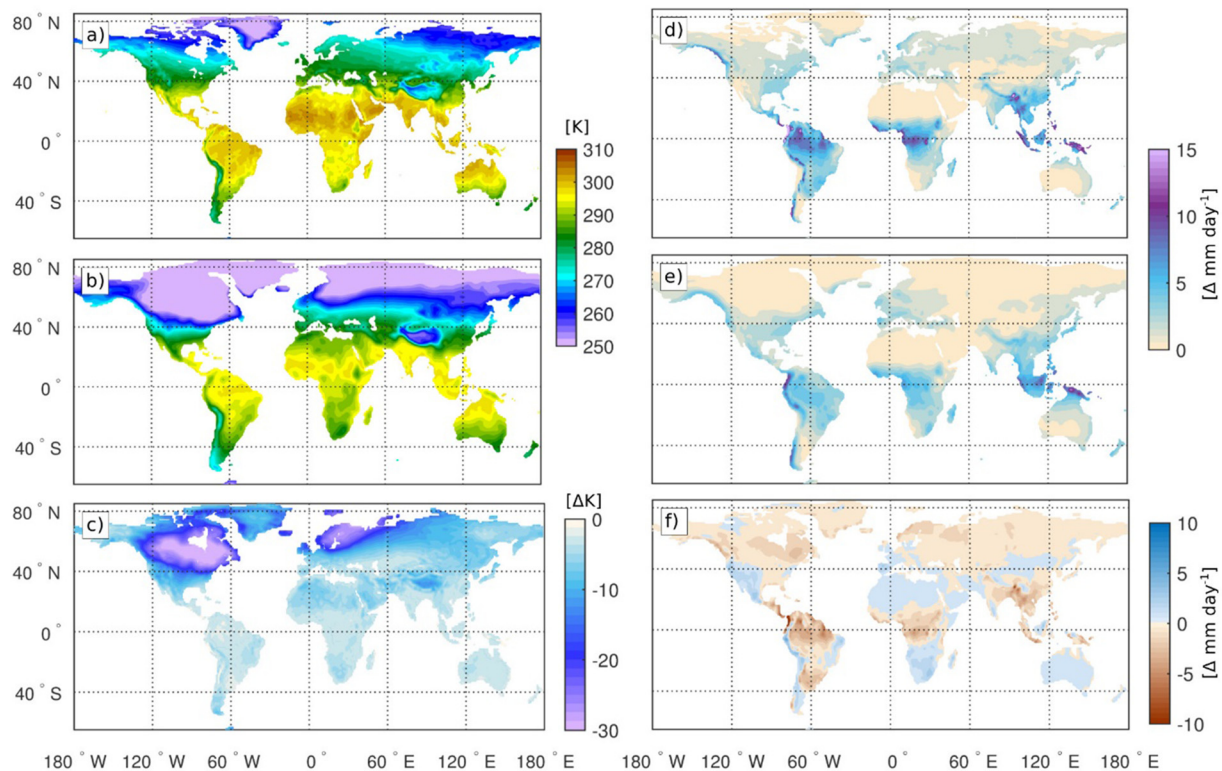 80° N
40° N
0°
40° S
a)
[K]
310
300
290
280
270
260
250
80° N
40° N
0°
40° S
b)
80° N
40° N
0°
40° S
c)
[ΔK]
0
-10
-20
-30
180° W
120° W
60° W
0°
60° E
120° E
180° E
d)
15
10
5
0
[Δ mm day-1]
e)
f)
10
5
0
-5
-10
[Δ mm day-1]
180° W
120° W
60° W
0°
60° E
120° E
180° E